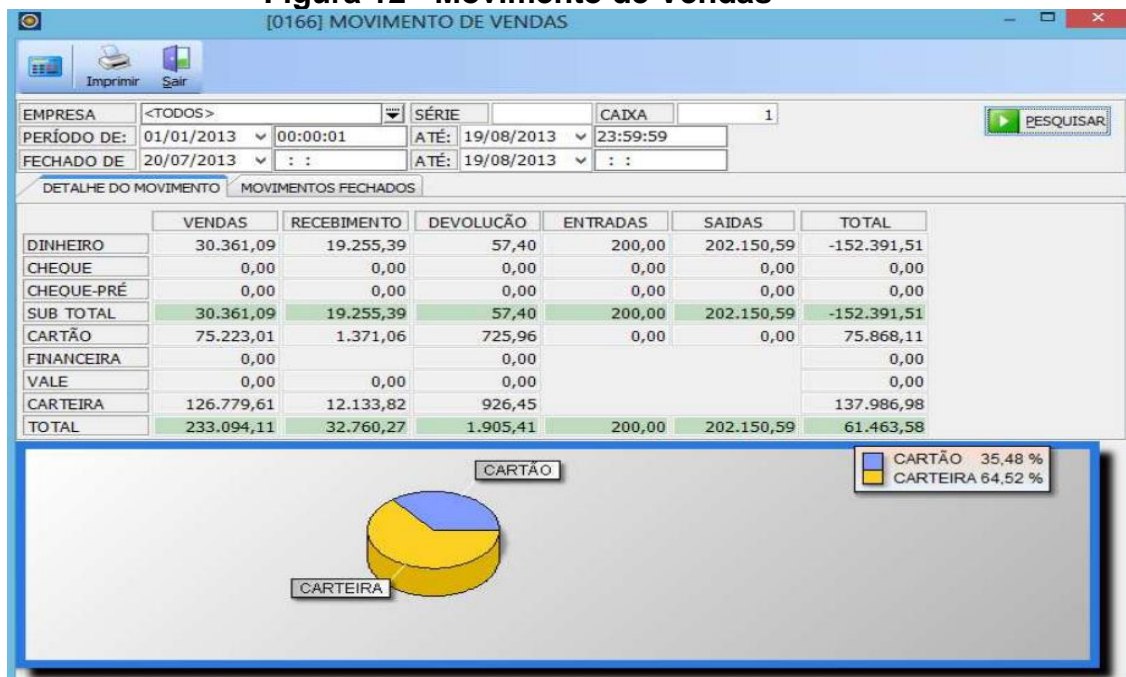 Figura 12 - Movimento de Vendas
[0166] MOVIMENTO DE VENDAS
Imprimir Sair
EMPRESA <TODOS> SÉRIE CAIXA 1
PESQUISAR
PERÍODO DE: 01/01/2013 00:00:01 ATÉ: 19/08/2013 23:59:59
FECHADO DE 20/07/2013 : : ATÉ: 19/08/2013 : :
DETALHE DO MOVIMENTO MOVIMENTOS FECHADOS
VENDAS RECEBIMENTO DEVOLUÇÃO ENTRADAS SAIDAS TOTAL
DINHEIRO 30.361,09 19.255,39 57,40 200,00 202.150,59 -152.391,51
CHEQUE 0,00 0,00 0,00 0,00 0,00 0,00
CHEQUE-PRÉ 0,00 0,00 0,00 0,00 0,00 0,00
SUB TOTAL 30.361,09 19.255,39 57,40 200,00 202.150,59 -152.391,51
CARTÃO 75.223,01 1.371,06 725,96 0,00 0,00 75.868,11
FINANCEIRA 0,00 0,00 0,00
VALE 0,00 0,00 0,00 0,00
CARTEIRA 126.779,61 12.133,82 926,45 137.986,98
TOTAL 233.094,11 32.760,27 1.905,41 200,00 202.150,59 61.463,58
CARTÃO 35,48 %
CARTEIRA 64,52 %
CARTÃO
CARTEIRA